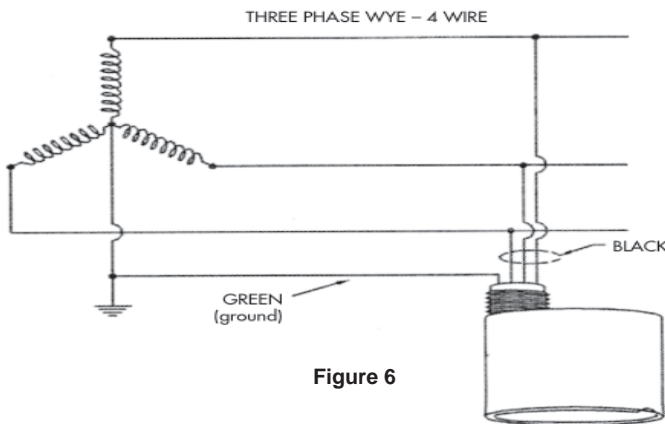 THREE PHASE WYE – 4 WIRE
BLACK
GREEN
(ground)
Figure 6